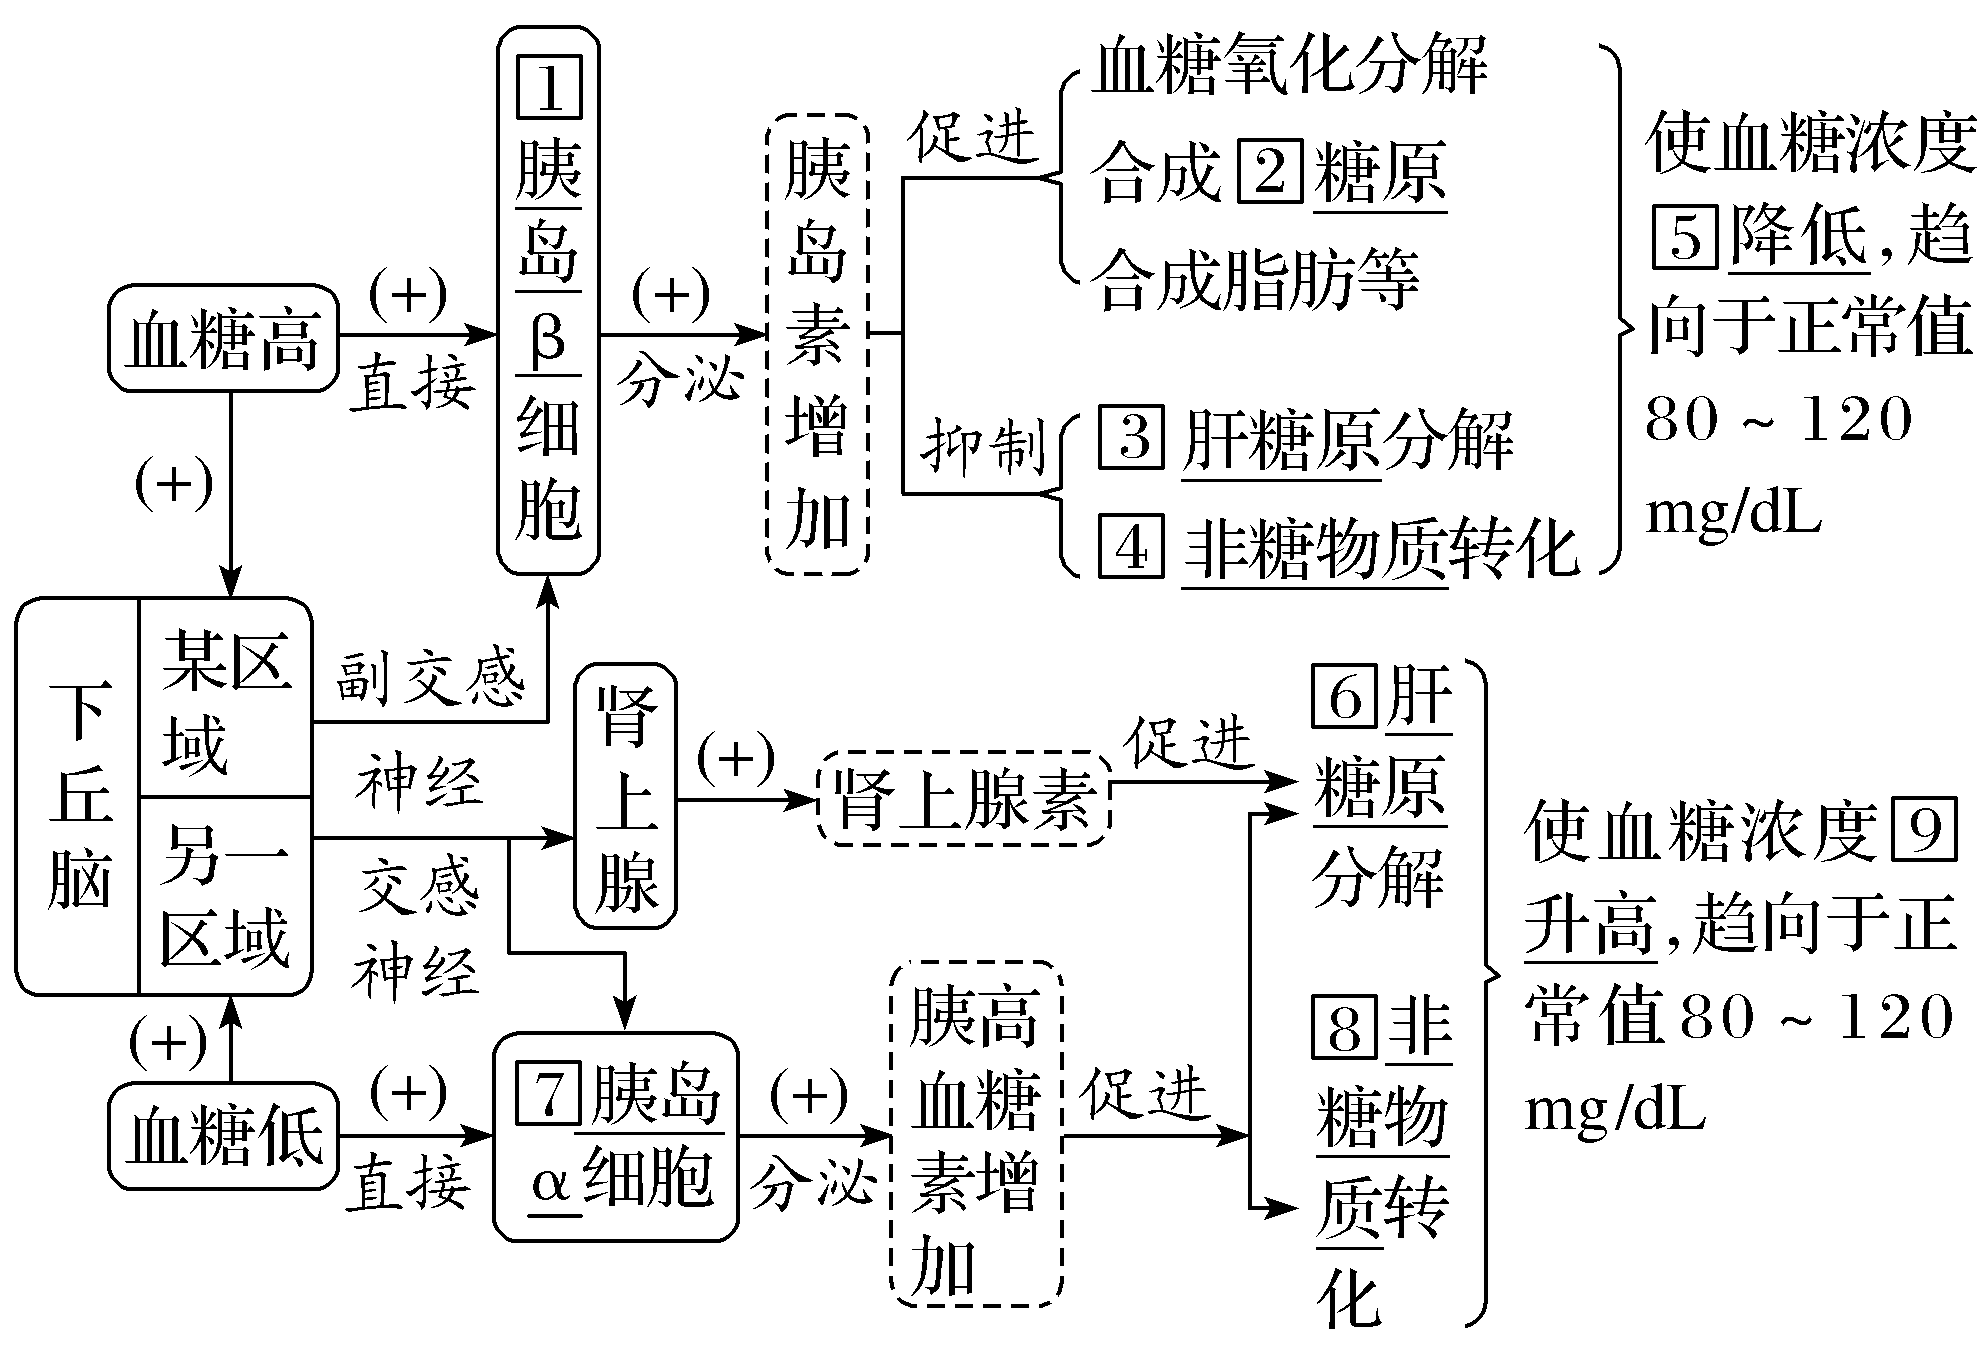 1
胰
岛
β
细
胞
胰
岛
素
增
加
促进
血糖氧化分解
合成2糖原
合成脂肪等
抑制
3肝糖原分解
4非糖物质转化
使血糖浓度
5降低,趋
向于正常值
80~120
mg/dL
血糖高
(+)
直接
(+)
分泌
(+)
下
丘
脑
某区
域
另一
区域
副交感
神经
交感
神经
肾
上
腺
(+)
肾上腺素
促进
6肝
糖原
分解
(+)
血糖低
(+)
直接
7胰岛
α细胞
(+)
分泌
胰高
血糖
素增
加
促进
8非
糖物
质转
化
使血糖浓度9
升高,趋向于正
常值80~120
mg/dL